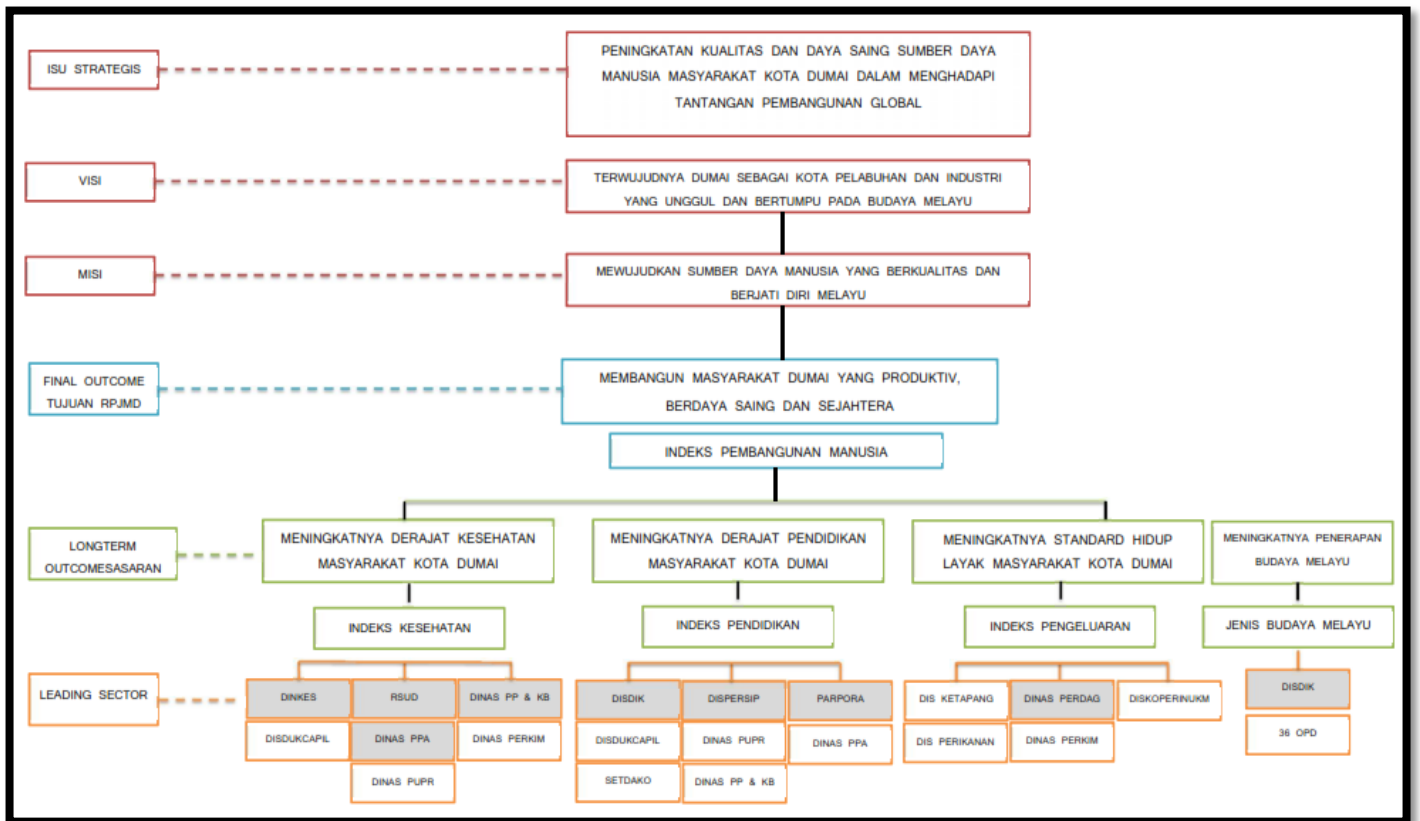 ISU STRATEGIS
PENINGKATAN KUALITAS DAN DAYA SAING SUMBER DAYA
MANUSIA MASYARAKAT KOTA DUMAI DALAM MENGHADAPI
TANTANGAN PEMBANGUNAN GLOBAL
VISI
TERWUJUDNYA DUMAI SEBAGAI KOTA PELABUHAN DAN INDUSTRI
YANG UNGGUL DAN BERTUMPU PADA BUDAYA MELAYU
MISI
MEWUJUDKAN SUMBER DAYA MANUSIA YANG BERKUALITAS DAN
BERJATI DIRI MELAYU
FINAL OUTCOME
TUJUAN RPJMD
MEMBANGUN MASYARAKAT DUMAI YANG PRODUKTIV,
BERDAYA SAING DAN SEJAHTERA
INDEKS PEMBANGUNAN MANUSIA
LONGTERM
OUTCOMESASARAN
MENINGKATNYA DERAJAT KESEHATAN
MASYARAKAT KOTA DUMAI
MENINGKATNYA DERAJAT PENDIDIKAN
MASYARAKAT KOTA DUMAI
MENINGKATNYA STANDARD HIDUP
LAYAK MASYARAKAT KOTA DUMAI
MENINGKATNYA PENERAPAN
BUDAYA MELAYU
INDEKS KESEHATAN
INDEKS PENDIDIKAN
INDEKS PENGELUARAN
JENIS BUDAYA MELAYU
LEADING SECTOR
DINKES
RSUD
DINAS PP & KB
DISDUKCAPIL
DINAS PPA
DINAS PERKIM
DINAS PUPR
DISDIK
DISPERSIP
PARPORA
DISDUKCAPIL
DINAS PUPR
DINAS PPA
SETDAKO
DINAS PP & KB
DIS KETAPANG
DINAS PERDAG
DISKOPERINUKM
DIS PERIKANAN
DINAS PERKIM
DISDIK
36 OPD